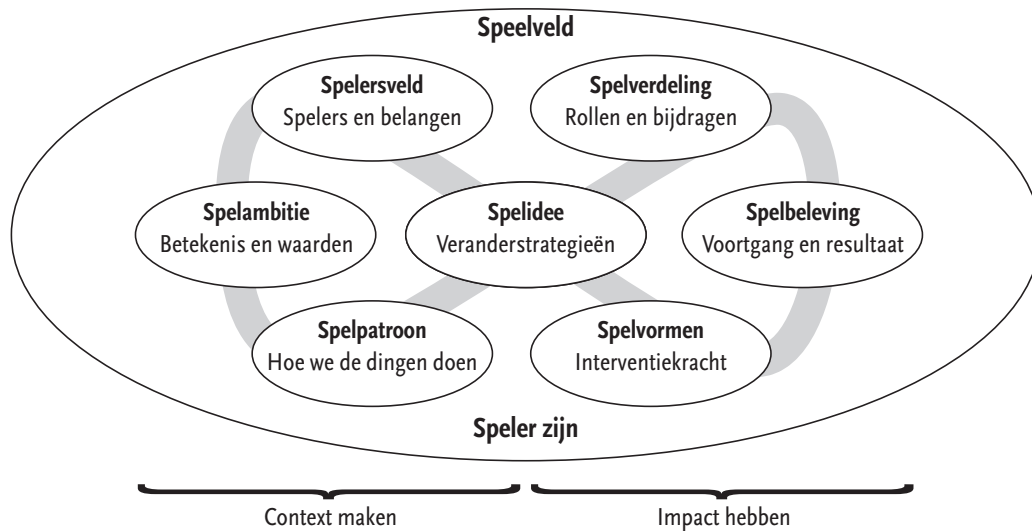 Speelveld
Spelersveld
Spelers en belangen
Spelverdeling
Rollen en bijdragen
Spelambitie
Betekenis en waarden
Spelidee
Veranderstrategieën
Spelbeleving
Voortgang en resultaat
Spelpatroon
Hoe we de dingen doen
Spelvormen
Interventiekracht
Speler zijn
Context maken
Impact hebben